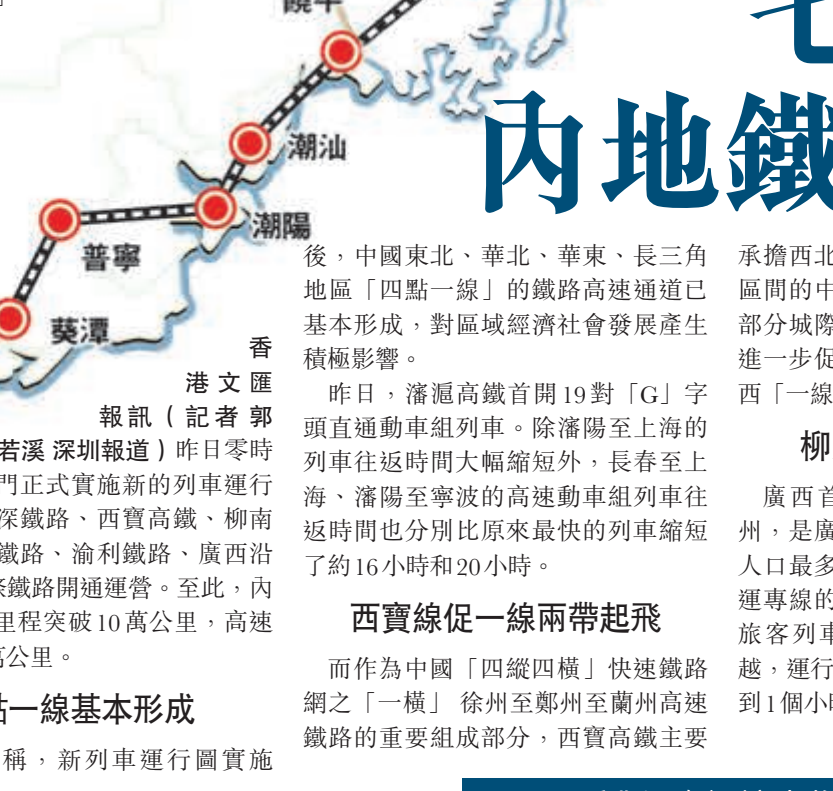 饒平
潮汕
潮陽
普寧
葵潭
七
內地鐵
香
港文匯
報訊（記者 郭
若溪 深圳報道）昨日零時
門正式實施新的列車運行
深鐵路、西寶高鐵、柳南
鐵路、渝利鐵路、廣西沿
條鐵路開通運營。至此，內
里程突破10萬公里，高速
萬公里。
點一線基本形成
稱，新列車運行圖實施
後，中國東北、華北、華東、長三角
地區「四點一線」的鐵路高速通道已
基本形成，對區域經濟社會發展產生
積極影響。
昨日，瀋滬高鐵首開19對「G」字
頭直通動車組列車。除瀋陽至上海的
列車往返時間大幅縮短外，長春至上
海、瀋陽至寧波的高速動車組列車往
返時間也分別比原來最快的列車縮短
了約16小時和20小時。
西寶線促一線兩帶起飛
而作為中國「四縱四橫」快速鐵路
網之「一橫」 徐州至鄭州至蘭州高速
鐵路的重要組成部分，西寶高鐵主要
承擔西北
區間的中
部分城際
進一步促
西「一線
柳
廣西首
州，是廣
人口最多
運專線的
旅客列車
越，運行
到1個小時